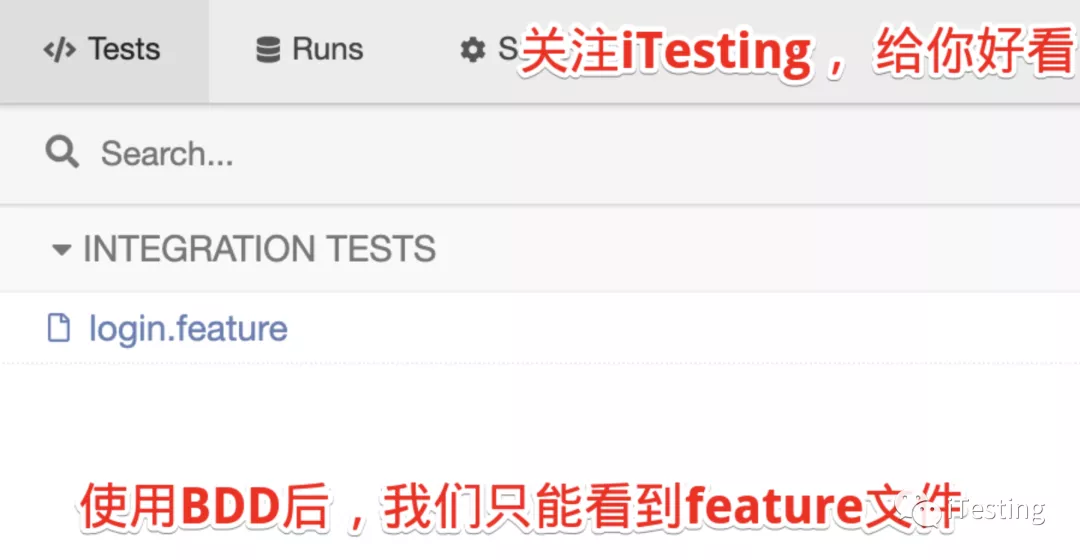 Tests Runs S关注iTesting，给你好看
Search...
INTEGRATION TESTS
login.feature
使用BDD后，我们只能看到feature文件
iTesting